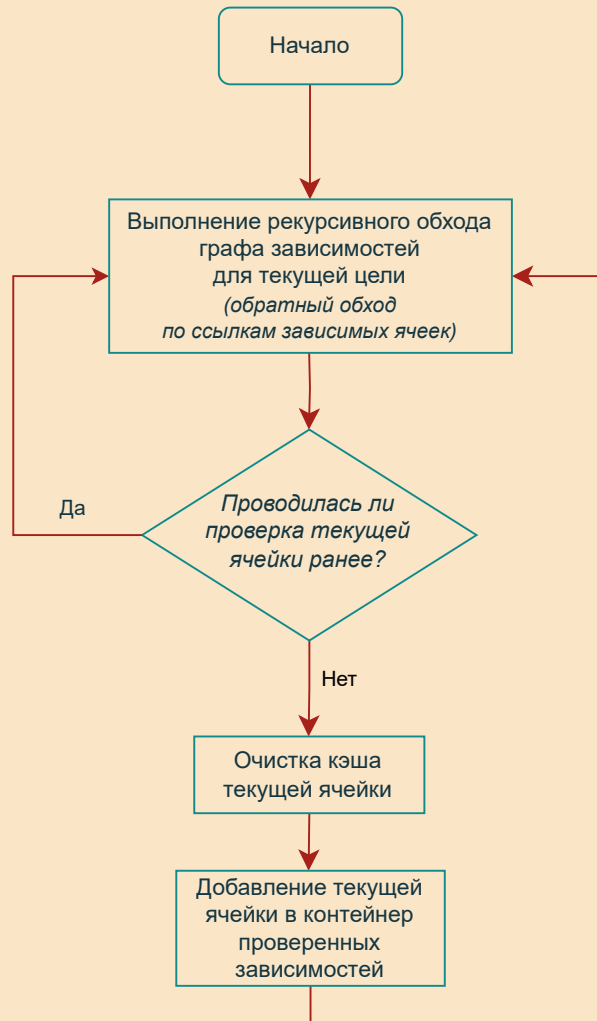 Начало
Выполнение рекурсивного обхода
графа зависимостей
для текущей цели
(обратный обход
по ссылкам зависимых ячеек)
Проводилась ли
проверка текущей
ячейки ранее?
Да
Нет
Очистка кэша
текущей ячейки
Добавление текущей
ячейки в контейнер
проверенных
зависимостей